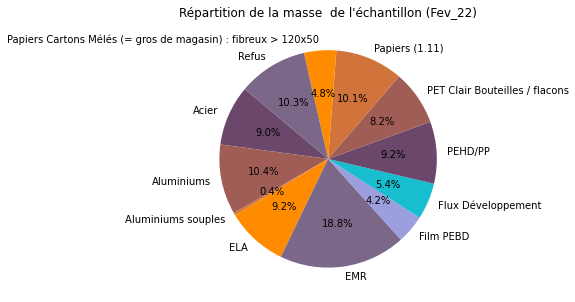 Répartition de la masse  de l'échantillon (Fev_22)
Papiers Cartons Mélés (= gros de magasin) : fibreux > 120x50
4.8%
Papiers (1.11)
10.1%
PET Clair Bouteilles / flacons
8.2%
PEHD/PP
9.2%
Flux Développement
5.4%
Film PEBD
4.2%
EMR
18.8%
ELA
9.2%
Aluminiums souples
0.4%
Aluminiums
10.4%
Acier
9.0%
Refus
10.3%